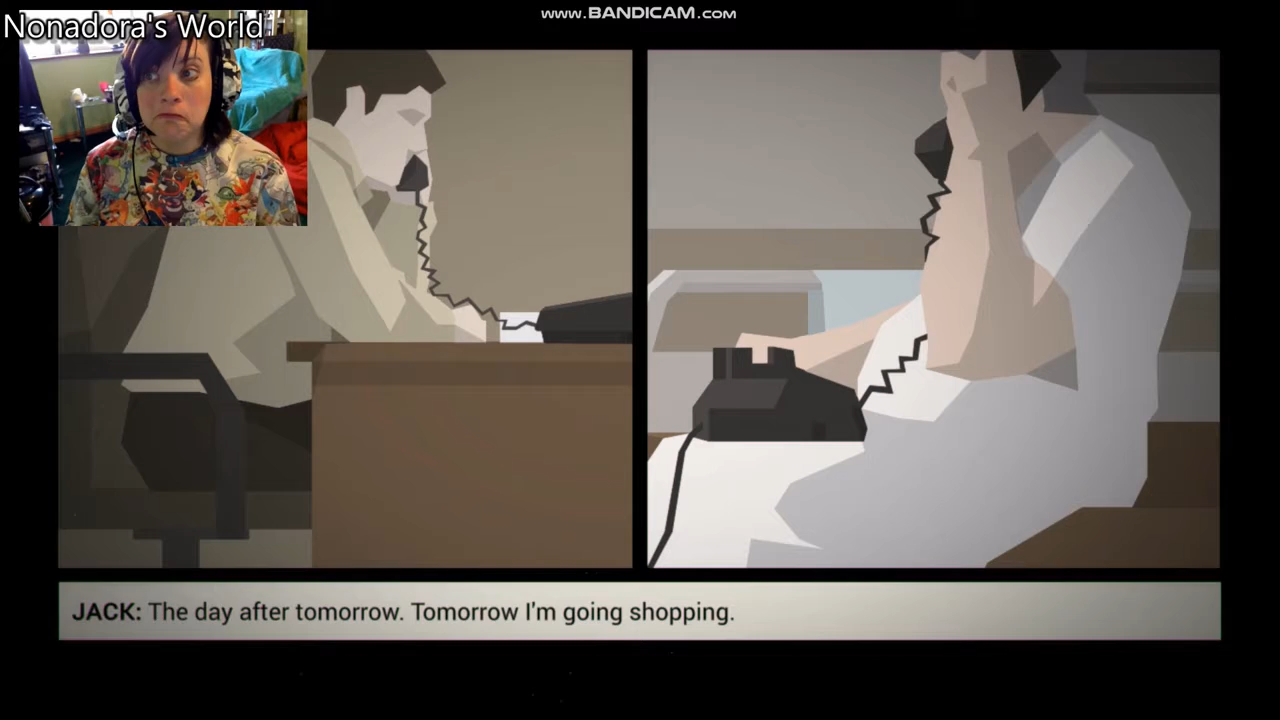 Nonadora's World
www.BANDICAM.com
JACK: The day after tomorrow. Tomorrow I'm going shopping.